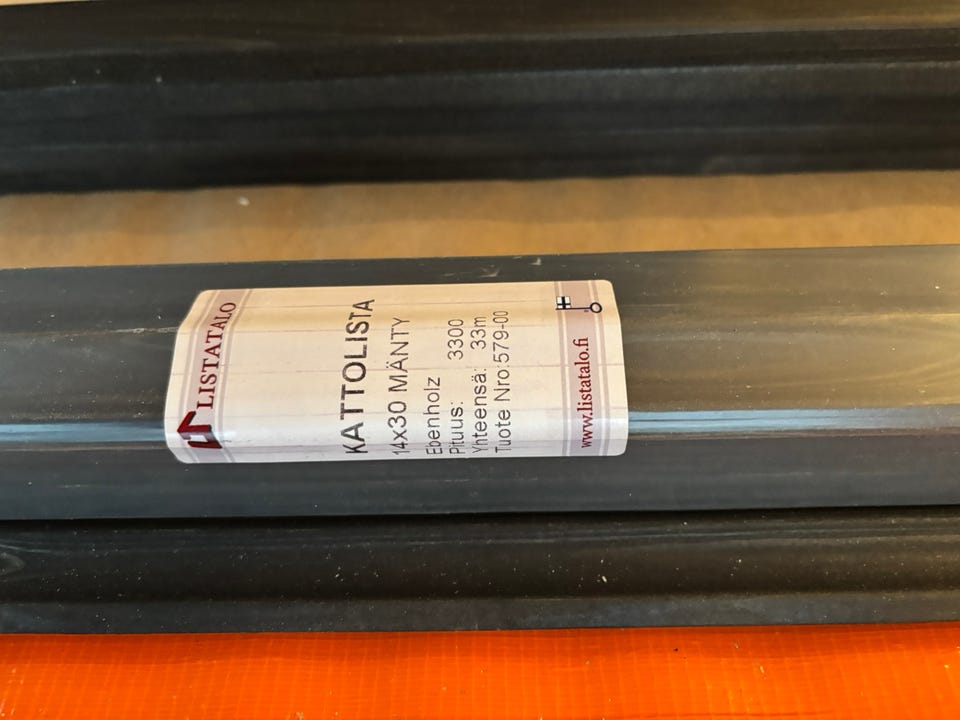 LISTATALO
KATTOLISTA
14x30 MÄNTY
Ebenholz
Pituus: 3300
Yhteensä: 33m
Tuote Nro:579-00
www.listatalo.fi